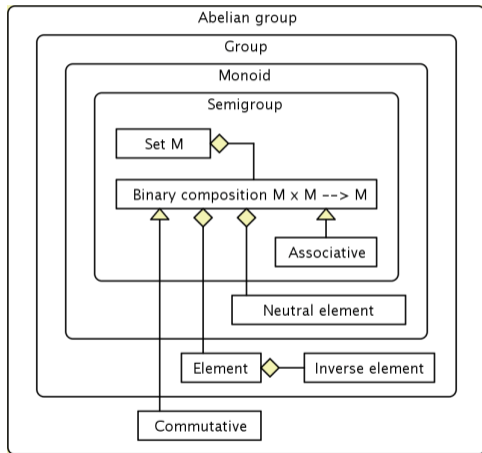 Abelian group
Group
Monoid
Semigroup
Set M
Binary composition M x M --> M
Associative
Neutral element
Element
Inverse element
Commutative